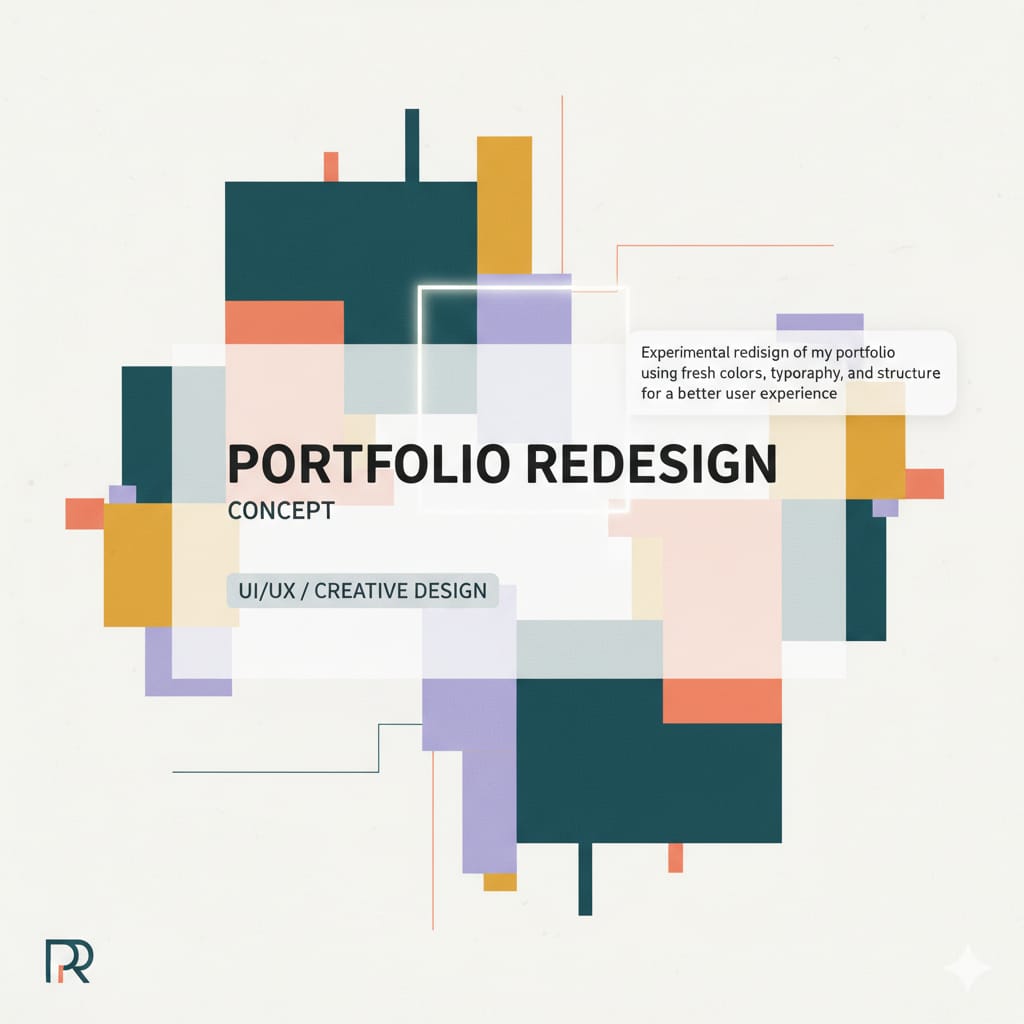 Experimental redisign of my portfolio
using fresh colors, typoraphy, and structure
for a better user experience
PORTFOLIO REDESIGN
CONCEPT
UI/UX / CREATIVE DESIGN
PR